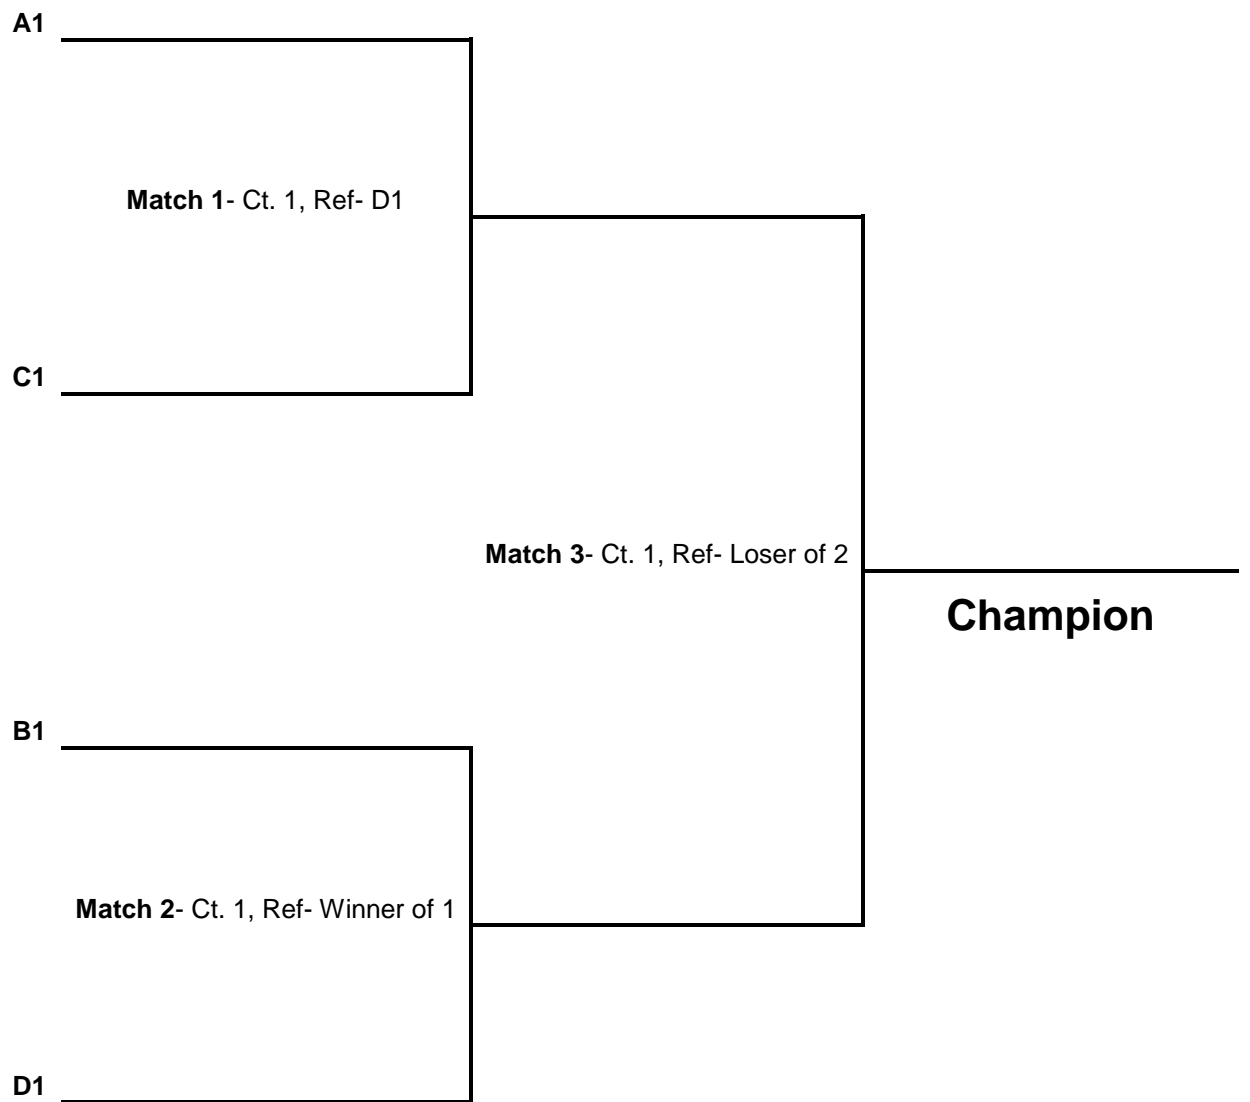 A1
Match 1- Ct. 1, Ref- D1
C1
Match 3- Ct. 1, Ref- Loser of 2
Champion
B1
Match 2- Ct. 1, Ref- Winner of 1
D1